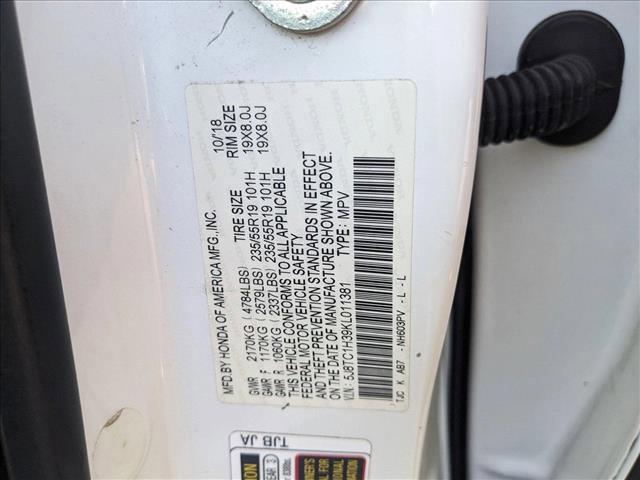 MFD.BY HONDA OF AMERICA MFG.,INC. 10/'18
TIRE SIZE RIM SIZE
GVWR 2170KG (4784LBS)
GAWR F 1170KG (2579LBS) 235/55R19 101H 19X8.0J
GAWR R 1060KG (2337LBS) 235/55R19 101H 19X8.0J
THIS VEHICLE CONFORMS TO ALL APPLICABLE
FEDERAL MOTOR VEHICLE SAFETY
AND THEFT PREVENTION STANDARDS IN EFFECT
ON THE DATE OF MANUFACTURE SHOWN ABOVE.
V.I.N.: 5J8TC1H39KL011381 TYPE: MPV
TJC K AB7 - NH603PV - L - L
TJB JA